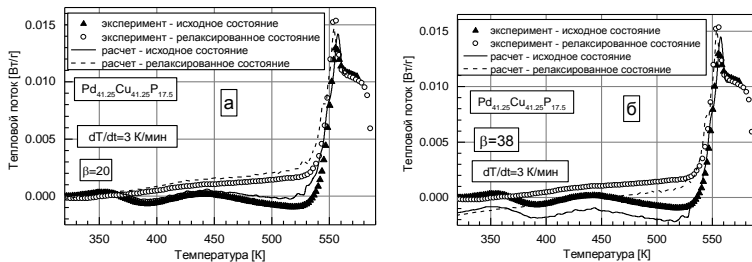 а
эксперимент - исходное состояние
эксперимент - релаксированное состояние
расчет - исходное состояние
расчет - релаксированное состояние
Pd41.25Cu41.25P17.5
dT/dt=3 К/мин
β=20
Тепловой поток [Вт/г]
0.015
0.010
0.005
0.000
350 400 450 500 550
Температура [К]
б
эксперимент - исходное состояние
эксперимент - релаксированное состояние
расчет - исходное состояние
расчет - релаксированное состояние
Pd41.25Cu41.25P17.5
β=38
dT/dt=3 К/мин
Тепловой поток [Вт/г]
0.015
0.010
0.005
0.000
350 400 450 500 550
Температура [К]